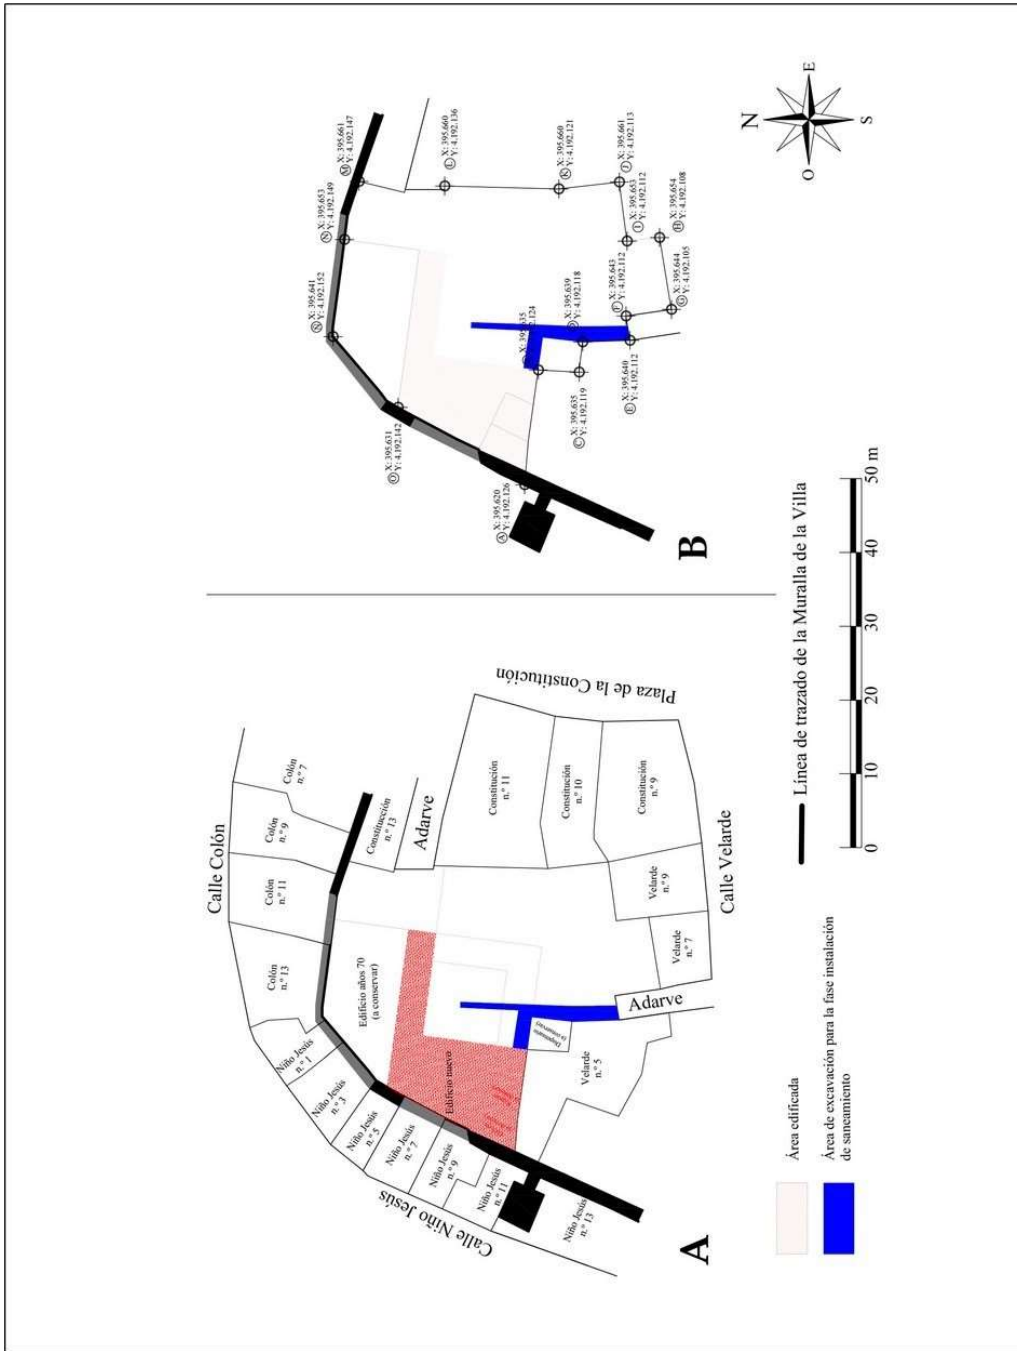 Calle Colón
Colón
n.º 7
Colón
n.º 9
Colón
n.º 11
Colón
n.º 13
Constitucción
n.º 13
Adarve
Plaza de la Constitución
Constitución
n.º 11
Constitución
n.º 10
Constitución
n.º 9
Niño Jesús
n.º 1
Niño Jesús
n.º 3
Niño Jesús
n.º 5
Niño Jesús
n.º 7
Niño Jesús
n.º 9
Niño Jesús
n.º 11
Niño Jesús
n.º 13
Calle Niño Jesús
Edificio años 70
(a conservar)
Edificio nuevo
(a conservar)
Velarde
n.º 5
Adarve
Velarde
n.º 7
Velarde
n.º 9
Calle Velarde
A
Ñ X: 395.641
Y: 4.192.152
N X: 395.653
Y: 4.192.149
M X: 395.661
Y: 4.192.147
L X: 395.660
Y: 4.192.136
K X: 395.660
Y: 4.192.121
J X: 395.661
Y: 4.192.113
I X: 395.653
Y: 4.192.112
H X: 395.654
Y: 4.192.108
G X: 395.644
Y: 4.192.105
F X: 395.643
Y: 4.192.112
E X: 395.640
Y: 4.192.112
X: 395.639
Y: 4.192.118
C X: 395.635
Y: 4.192.119
.635
.124
A X: 395.620
Y: 4.192.126
O X: 395.631
Y: 4.192.142
B
N
E
S
O
Área edificada
Área de excavación para la fase instalación
de saneamiento
Línea de trazado de la Muralla de la Villa
0 10 20 30 40 50 m